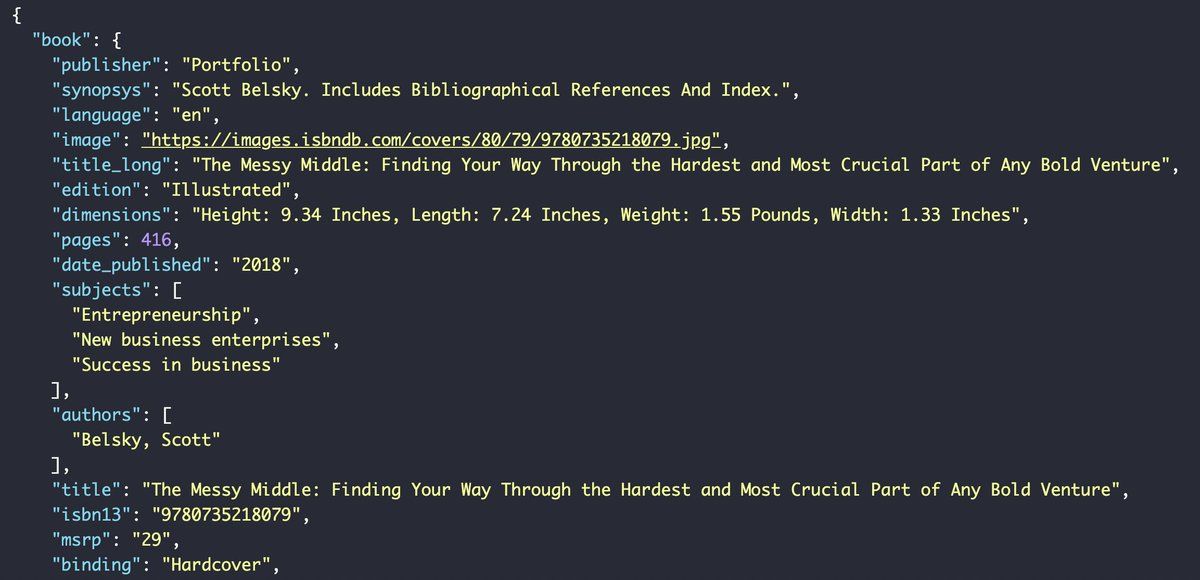 {
"book": {
"publisher": "Portfolio",
"synopsys": "Scott Belsky. Includes Bibliographical References And Index.",
"language": "en",
"image": "https://images.isbndb.com/covers/80/79/9780735218079.jpg",
"title_long": "The Messy Middle: Finding Your Way Through the Hardest and Most Crucial Part of Any Bold Venture",
"edition": "Illustrated",
"dimensions": "Height: 9.34 Inches, Length: 7.24 Inches, Weight: 1.55 Pounds, Width: 1.33 Inches",
"pages": 416,
"date_published": "2018",
"subjects": [
"Entrepreneurship",
"New business enterprises",
"Success in business"
],
"authors": [
"Belsky, Scott"
],
"title": "The Messy Middle: Finding Your Way Through the Hardest and Most Crucial Part of Any Bold Venture",
"isbn13": "9780735218079",
"msrp": "29",
"binding": "Hardcover",